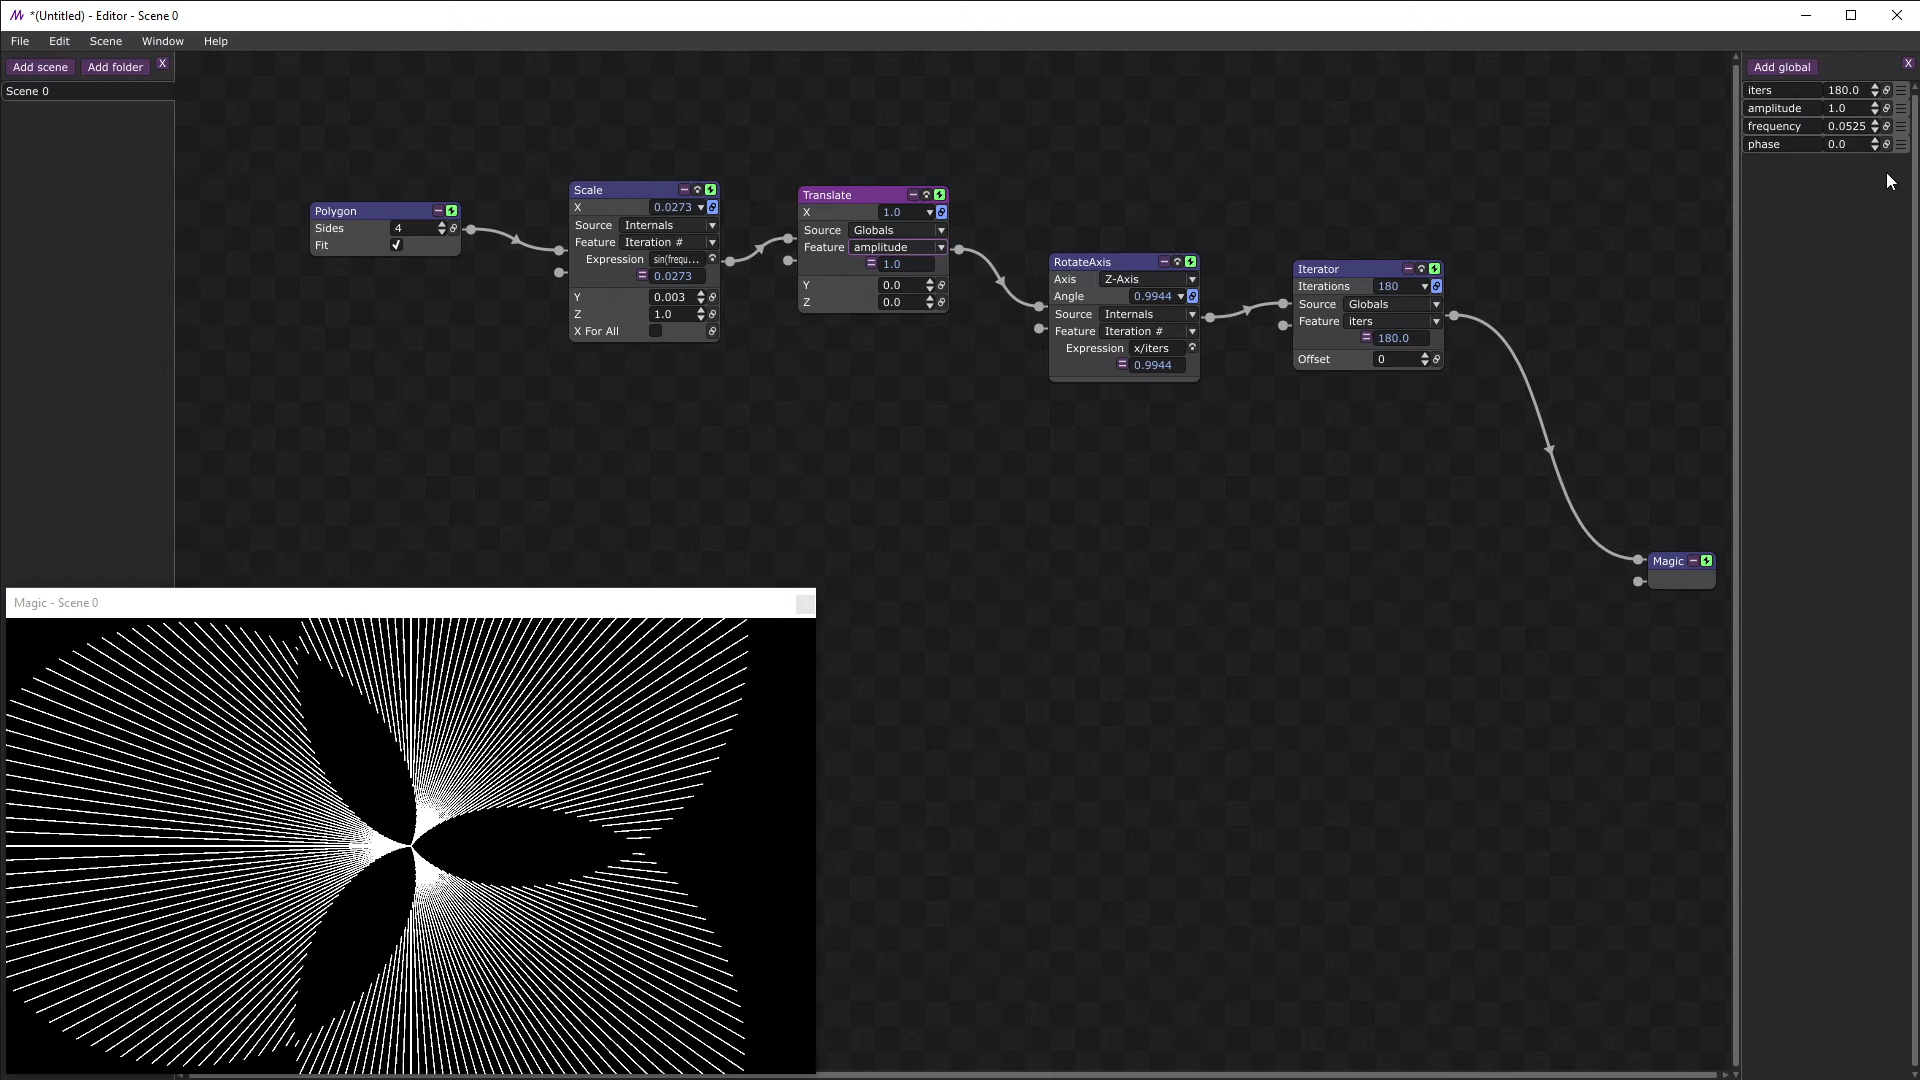 *(Untitled) - Editor - Scene 0
File Edit Scene Window Help
Add scene Add folder X
Scene 0
Polygon
Sides 4
Fit
Scale
X 0.0273
Source Internals
Feature Iteration #
Expression sin(frequ...
= 0.0273
Y 0.003
Z 1.0
X For All
Translate
X 1.0
Source Globals
Feature amplitude
= 1.0
Y 0.0
Z 0.0
RotateAxis
Axis Z-Axis
Angle 0.9944
Source Internals
Feature Iteration #
Expression x/iters
= 0.9944
Iterator
Iterations 180
Source Globals
Feature iters
= 180.0
Offset 0
Magic
Add global X
iters 180.0
amplitude 1.0
frequency 0.0525
phase 0.0
Magic - Scene 0